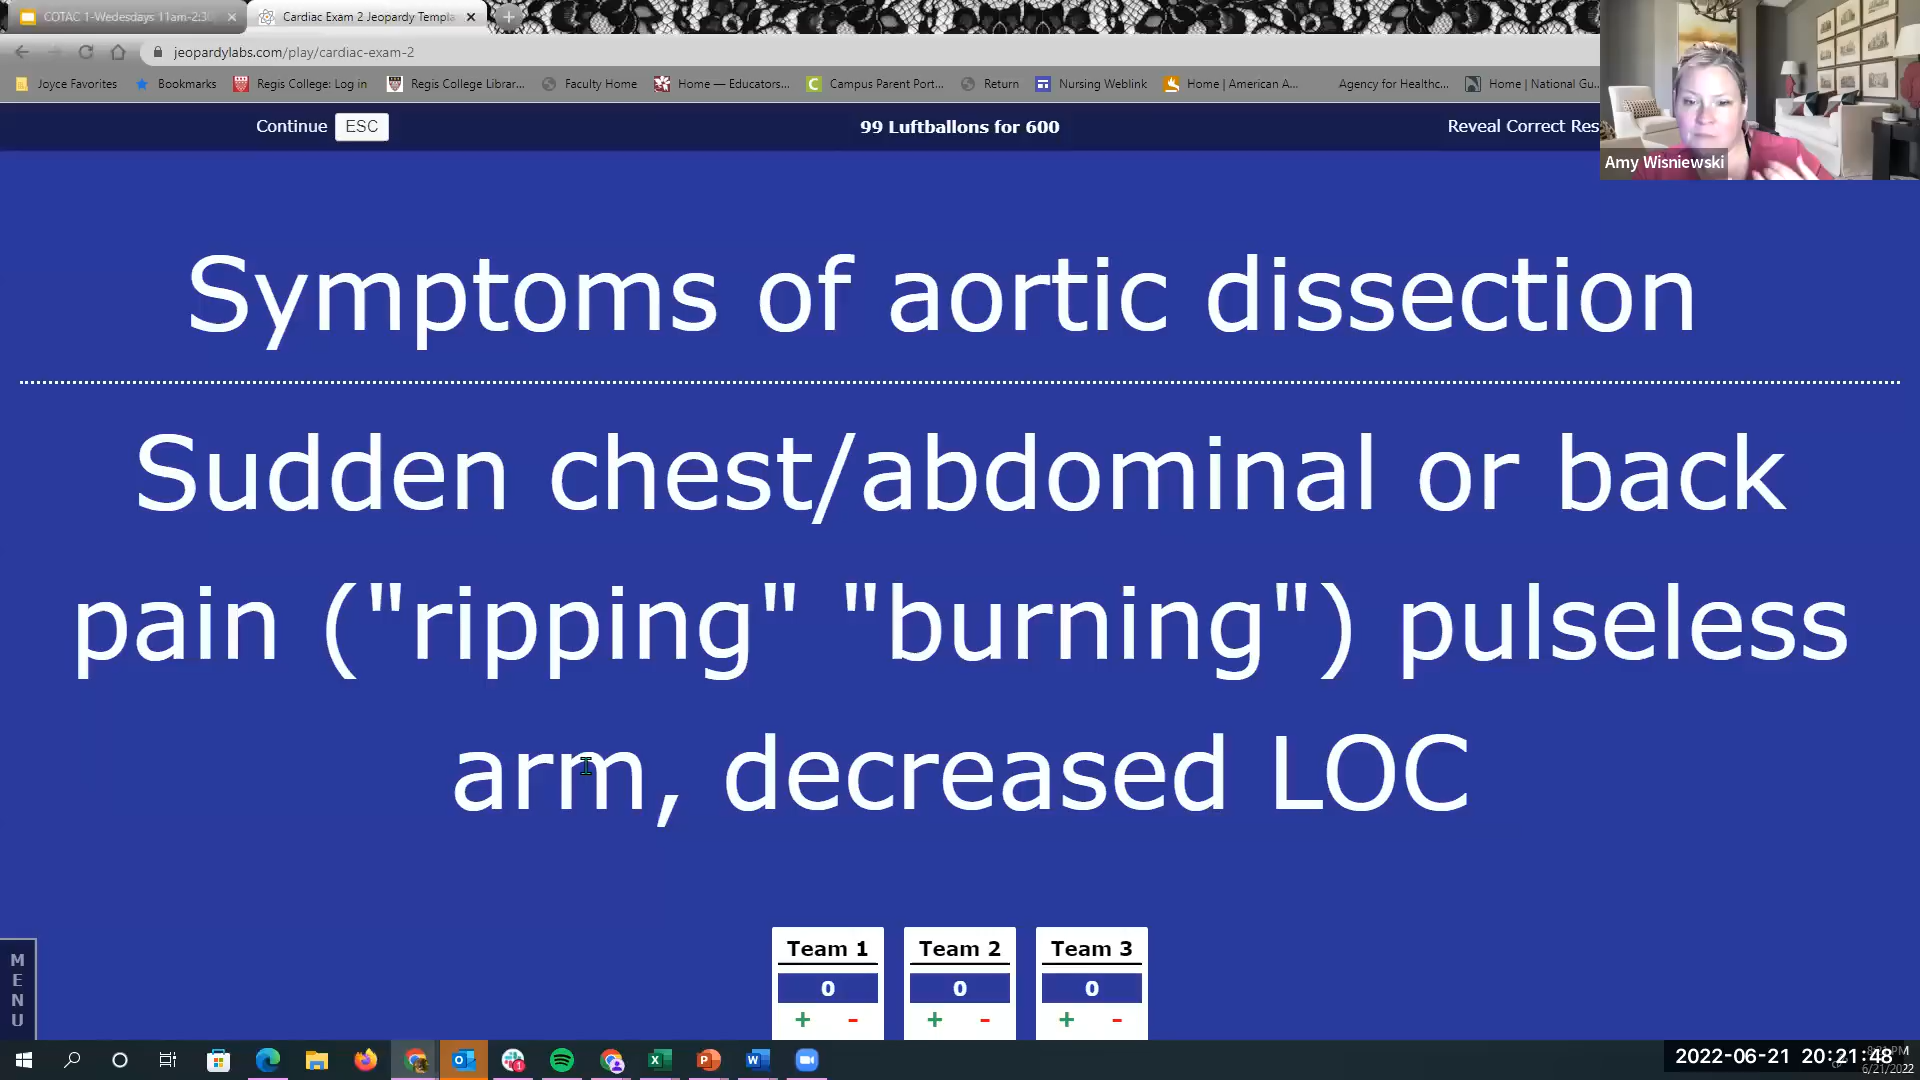 COTAC 1-Wedesdays 11am-2:3
Cardiac Exam 2 Jeopardy Templa
jeopardylabs.com/play/cardiac-exam-2
Joyce Favorites Bookmarks Regis College: Log in Regis College Librar... Faculty Home Home — Educators... Campus Parent Port... Return Nursing Weblink Home | American A... Agency for Healthc... Home | National Gu...
Continue ESC
99 Luftballons for 600
Reveal Correct Res
Amy Wisniewski
Symptoms of aortic dissection
Sudden chest/abdominal or back
pain ("ripping" "burning") pulseless
arm, decreased LOC
MENU
Team 1 Team 2 Team 3
0 0 0
+ - + - + -
2022-06-21 20:21:48
6/21/2022